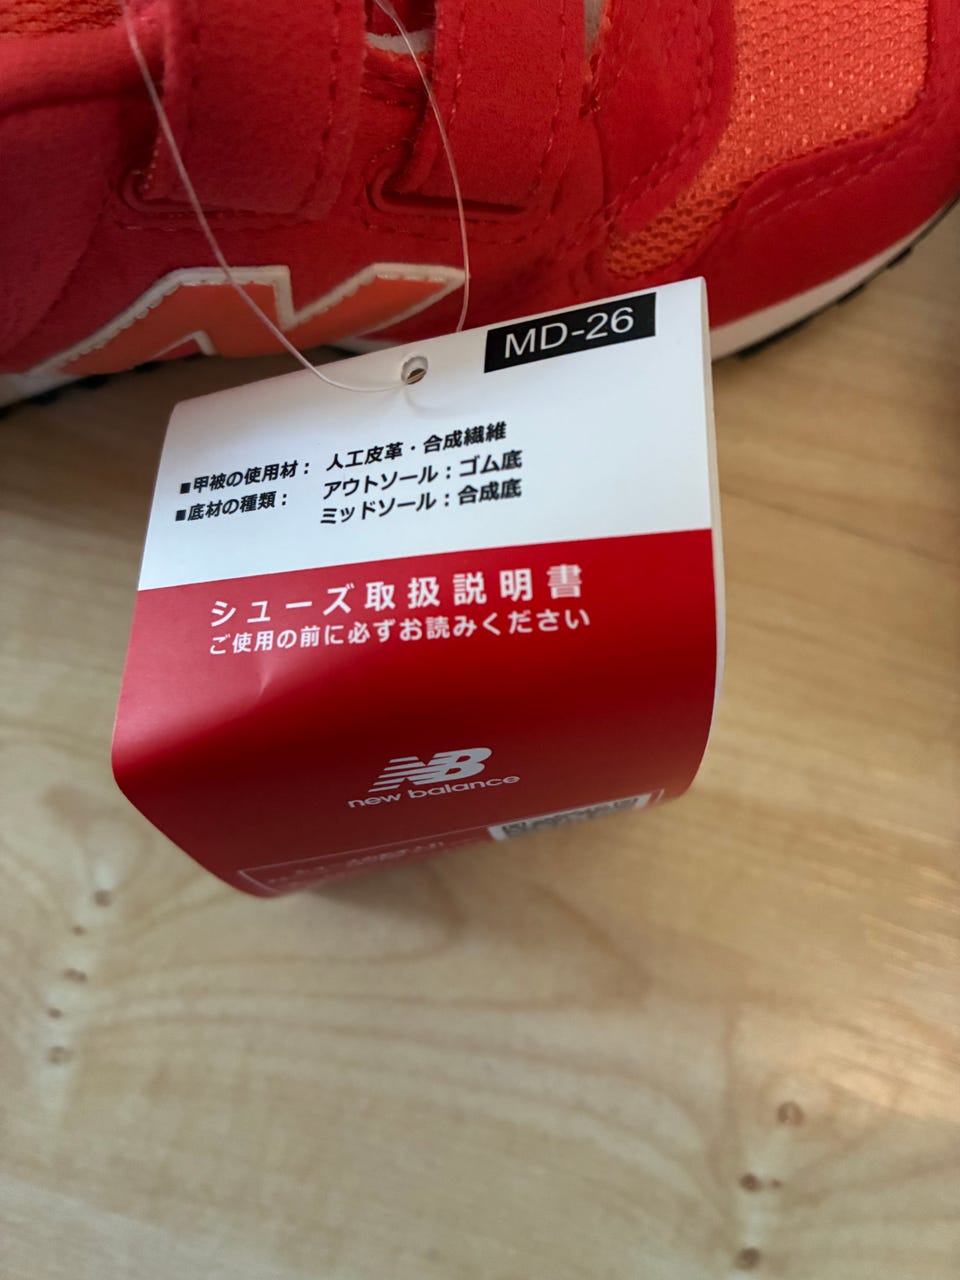 MD-26
■甲被の使用材： 人工皮革・合成繊維
■底材の種類： アウトソール：ゴム底
ミッドソール：合成底
シューズ取扱説明書
ご使用の前に必ずお読みください
NB
new balance